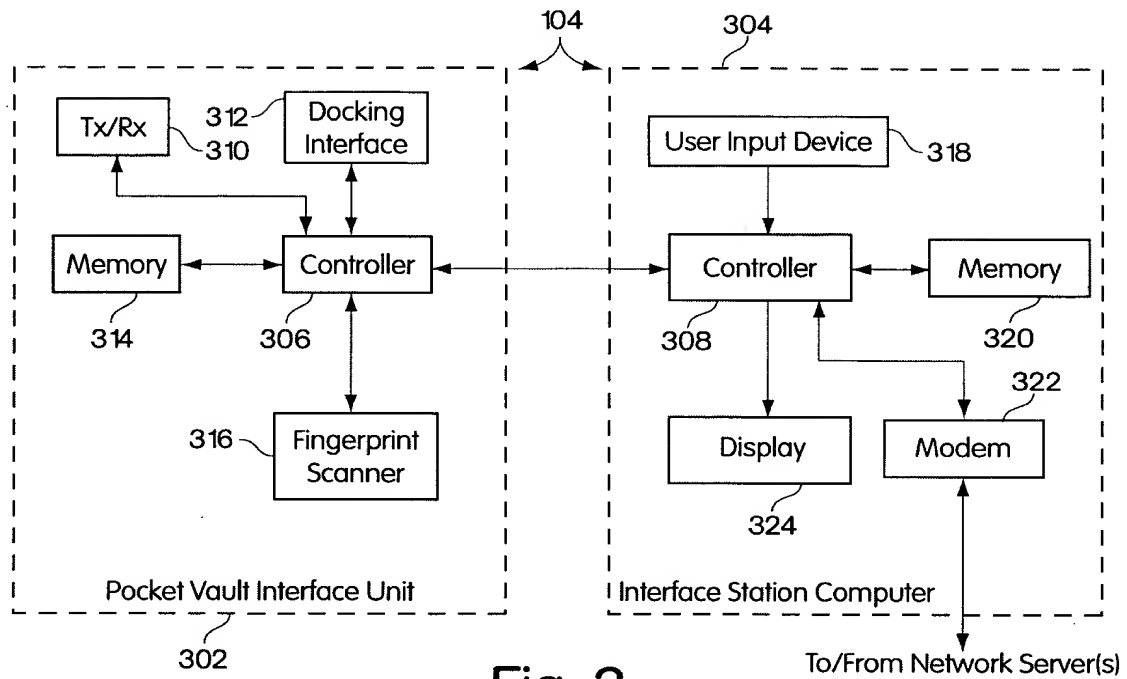 104
304
312
Docking
Interface
Tx/Rx
310
User Input Device
318
Memory
314
Controller
306
Controller
308
Memory
320
316
Fingerprint
Scanner
Display
324
322
Modem
Pocket Vault Interface Unit
302
Interface Station Computer
To/From Network Server(s)